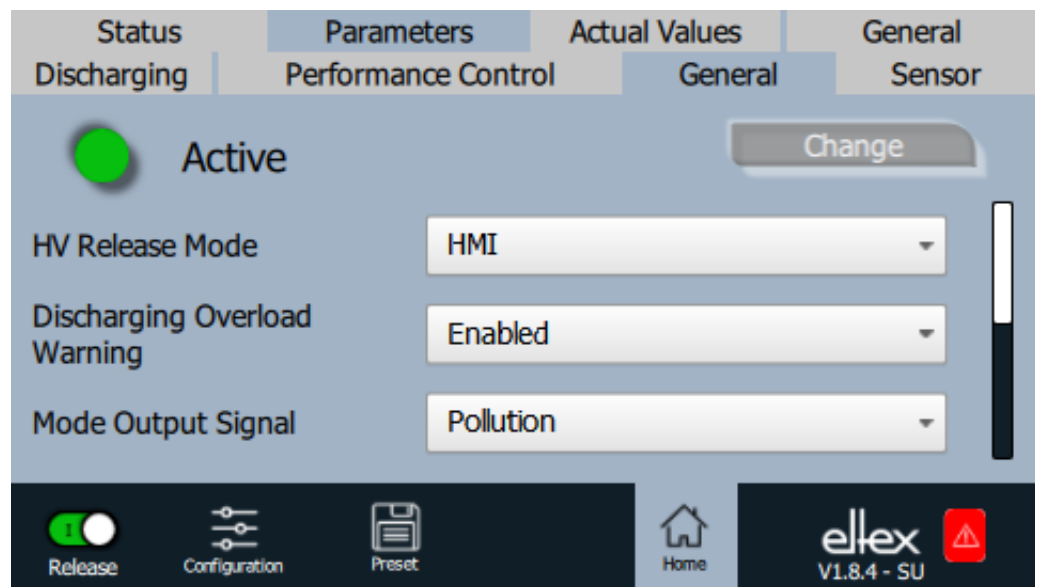 Status Parameters Actual Values General
Discharging Performance Control General Sensor
Active Change
HV Release Mode HMI
Discharging Overload
Warning
Enabled
Mode Output Signal Pollution
I
Release Configuration Preset Home
eltex
V1.8.4 - SU